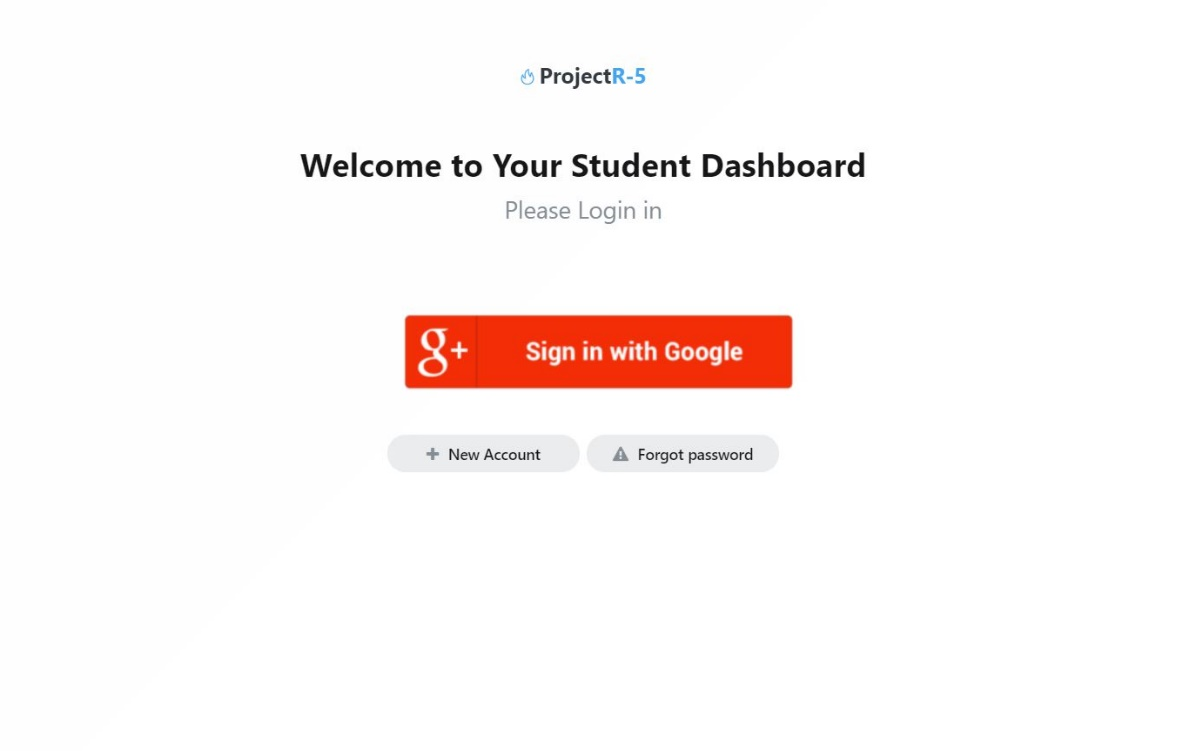 ProjectR-5
Welcome to Your Student Dashboard
Please Login in
g+ Sign in with Google
New Account
Forgot password